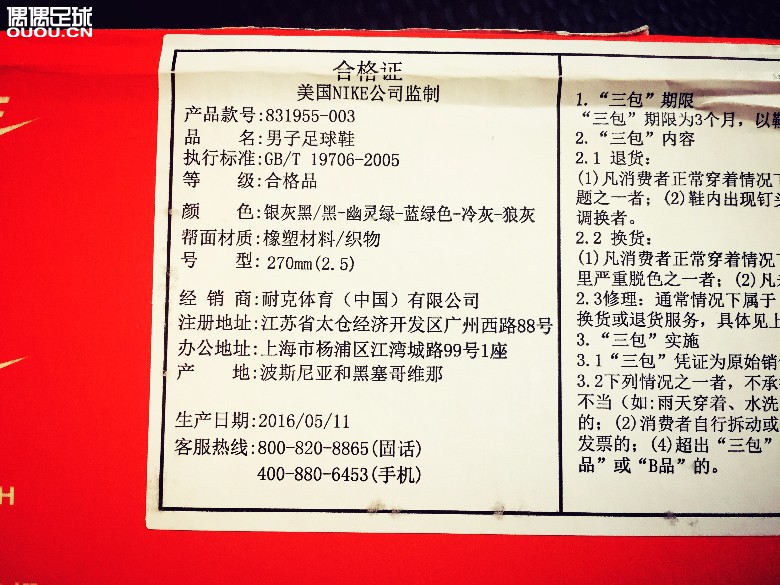 偶偶足球
OUOU.CN
合格证
美国NIKE公司监制
产品款号:831955-003
品 名:男子足球鞋
执行标准:GB/T 19706-2005
等 级:合格品
颜 色:银灰黑/黑-幽灵绿-蓝绿色-冷灰-狼灰
帮面材质:橡塑材料/织物
号 型:270mm(2.5)
经 销 商:耐克体育（中国）有限公司
注册地址:江苏省太仓经济开发区广州西路88号
办公地址:上海市杨浦区江湾城路99号1座
产 地:波斯尼亚和黑塞哥维那
生产日期:2016/05/11
客服热线:800-820-8865(固话)
400-880-6453(手机)
1. “三包”期限
“三包”期限为3个月，以鞋
2. “三包”内容
2.1 退货:
(1)凡消费者正常穿着情况下
题之一者; (2)鞋内出现钉头
调换者。
2.2 换货:
(1)凡消费者正常穿着情况下
里严重脱色之一者; (2)凡
2.3修理: 通常情况下属于
换货或退货服务, 具体见上
3. “三包”实施
3.1“三包”凭证为原始销
3.2下列情况之一者, 不承
不当 (如:雨天穿着、水洗
的; (2)消费者自行拆动或
发票的; (4)超出“三包”
品”或“B品”的。
H